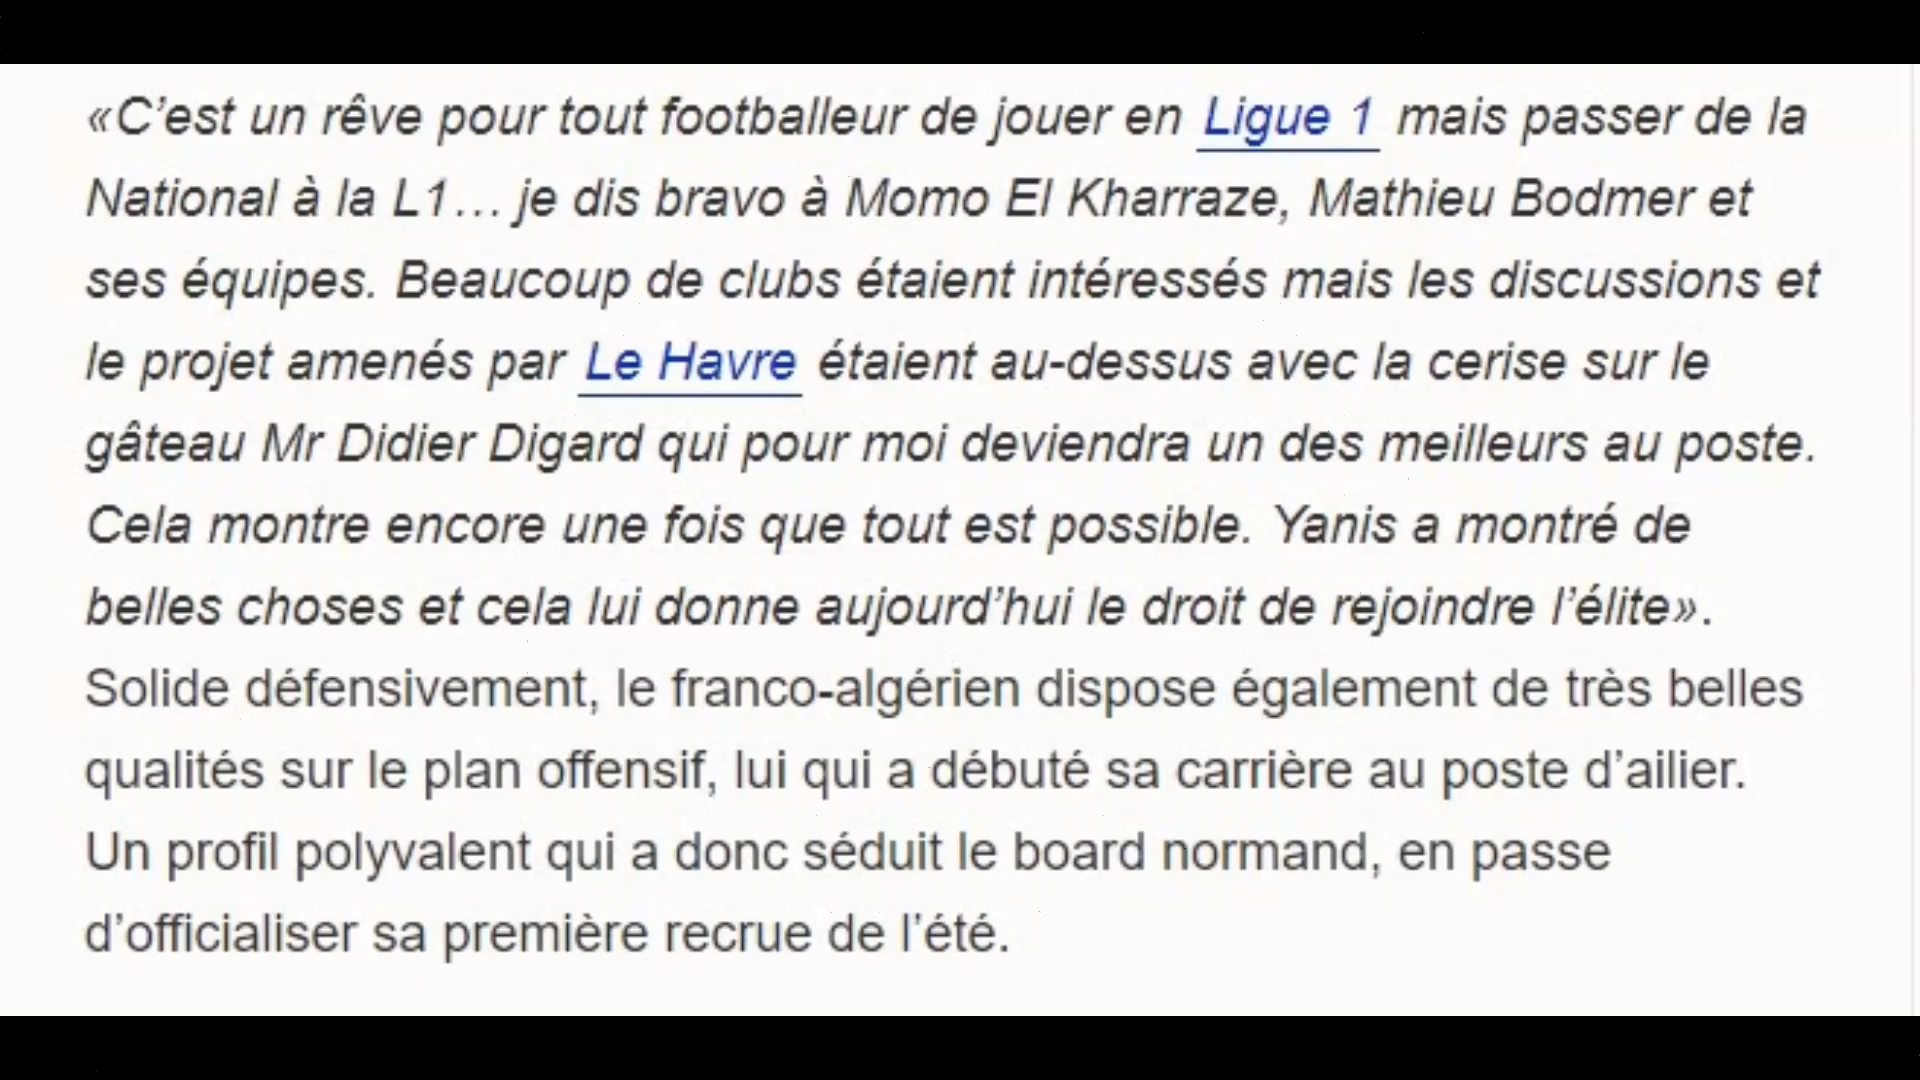 «C’est un rêve pour tout footballeur de jouer en Ligue 1 mais passer de la
National à la L1… je dis bravo à Momo El Kharraze, Mathieu Bodmer et
ses équipes. Beaucoup de clubs étaient intéressés mais les discussions et
le projet amenés par Le Havre étaient au-dessus avec la cerise sur le
gâteau Mr Didier Digard qui pour moi deviendra un des meilleurs au poste.
Cela montre encore une fois que tout est possible. Yanis a montré de
belles choses et cela lui donne aujourd’hui le droit de rejoindre l’élite».
Solide défensivement, le franco-algérien dispose également de très belles
qualités sur le plan offensif, lui qui a débuté sa carrière au poste d’ailier.
Un profil polyvalent qui a donc séduit le board normand, en passe
d’officialiser sa première recrue de l’été.